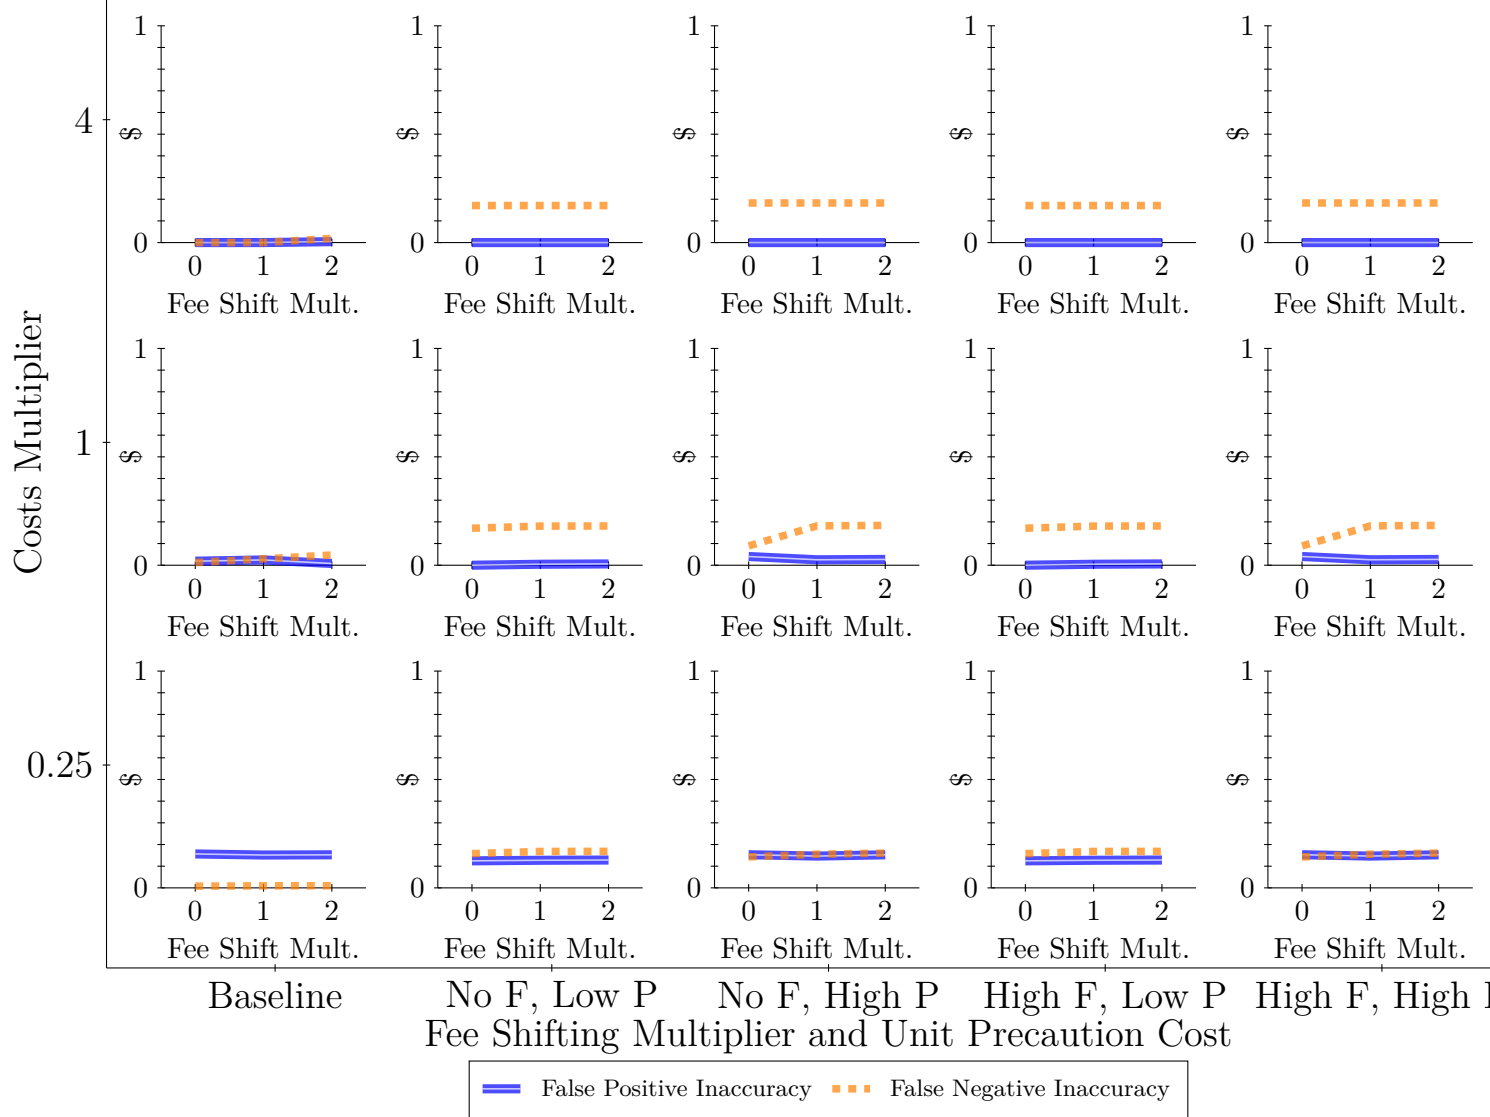 1 1 1 1 1
4 $ $ $ $ $
0 0 0 0 0
0 1 2 0 1 2 0 1 2 0 1 2 0 1 2
Fee Shift Mult. Fee Shift Mult. Fee Shift Mult. Fee Shift Mult. Fee Shift Mult.
Costs Multiplier
1 1 1 1 1
1 $ $ $ $ $
0 0 0 0 0
0 1 2 0 1 2 0 1 2 0 1 2 0 1 2
Fee Shift Mult. Fee Shift Mult. Fee Shift Mult. Fee Shift Mult. Fee Shift Mult.
1 1 1 1 1
0.25 $ $ $ $ $
0 0 0 0 0
0 1 2 0 1 2 0 1 2 0 1 2 0 1 2
Fee Shift Mult. Fee Shift Mult. Fee Shift Mult. Fee Shift Mult. Fee Shift Mult.
Baseline No F, Low P No F, High P High F, Low P High F, High
Fee Shifting Multiplier and Unit Precaution Cost
False Positive Inaccuracy False Negative Inaccuracy